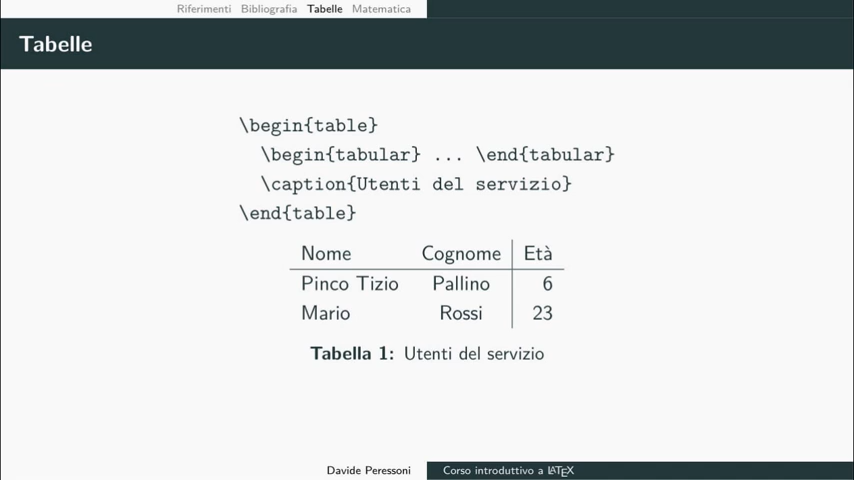 Riferimenti Bibliografia Tabelle Matematica
Tabelle
\begin{table}
\begin{tabular} ... \end{tabular}
\caption{Utenti del servizio}
\end{table}
Nome Cognome Età
Pinco Tizio Pallino 6
Mario Rossi 23
Tabella 1: Utenti del servizio
Davide Peressoni Corso introduttivo a LATEX